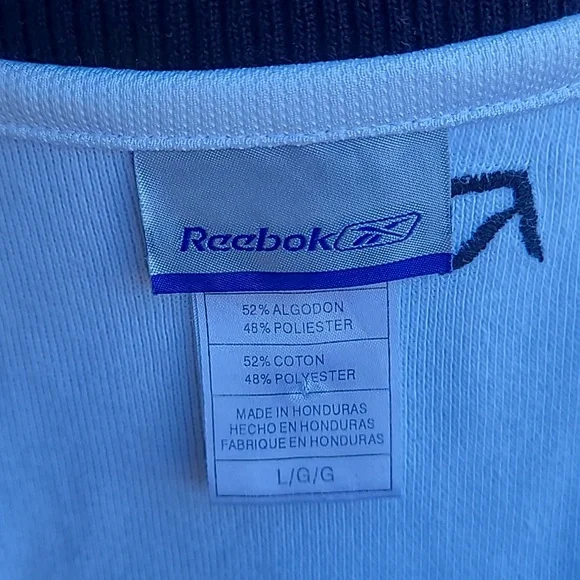 Reebok
52% ALGODON
48% POLIESTER
52% COTON
48% POLYESTER
MADE IN HONDURAS
HECHO EN HONDURAS
FABRIQUE EN HONDURAS
L/G/G